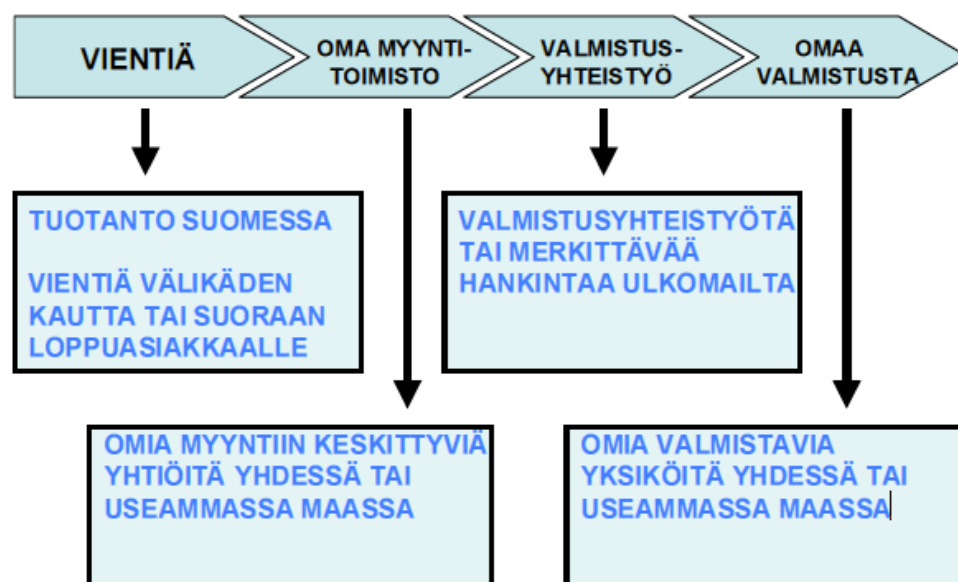 VIENTIÄ
OMA MYYNTI-
TOIMISTO
VALMISTUS-
YHTEISTYÖ
OMAA
VALMISTUSTA
TUOTANTO SUOMESSA
VIENTIÄ VÄLIKÄDEN
KAUTTA TAI SUORAAN
LOPPUASIAKKAALLE
VALMISTUSYHTEISTYÖTÄ
TAI MERKITTÄVÄÄ
HANKINTAA ULKOMAILTA
OMIA MYYNTIIN KESKITTYVIÄ
YHTIÖITÄ YHDESSÄ TAI
USEAMMASSA MAASSA
OMIA VALMISTAVIA
YKSIKÖITÄ YHDESSÄ TAI
USEAMMASSA MAASSA